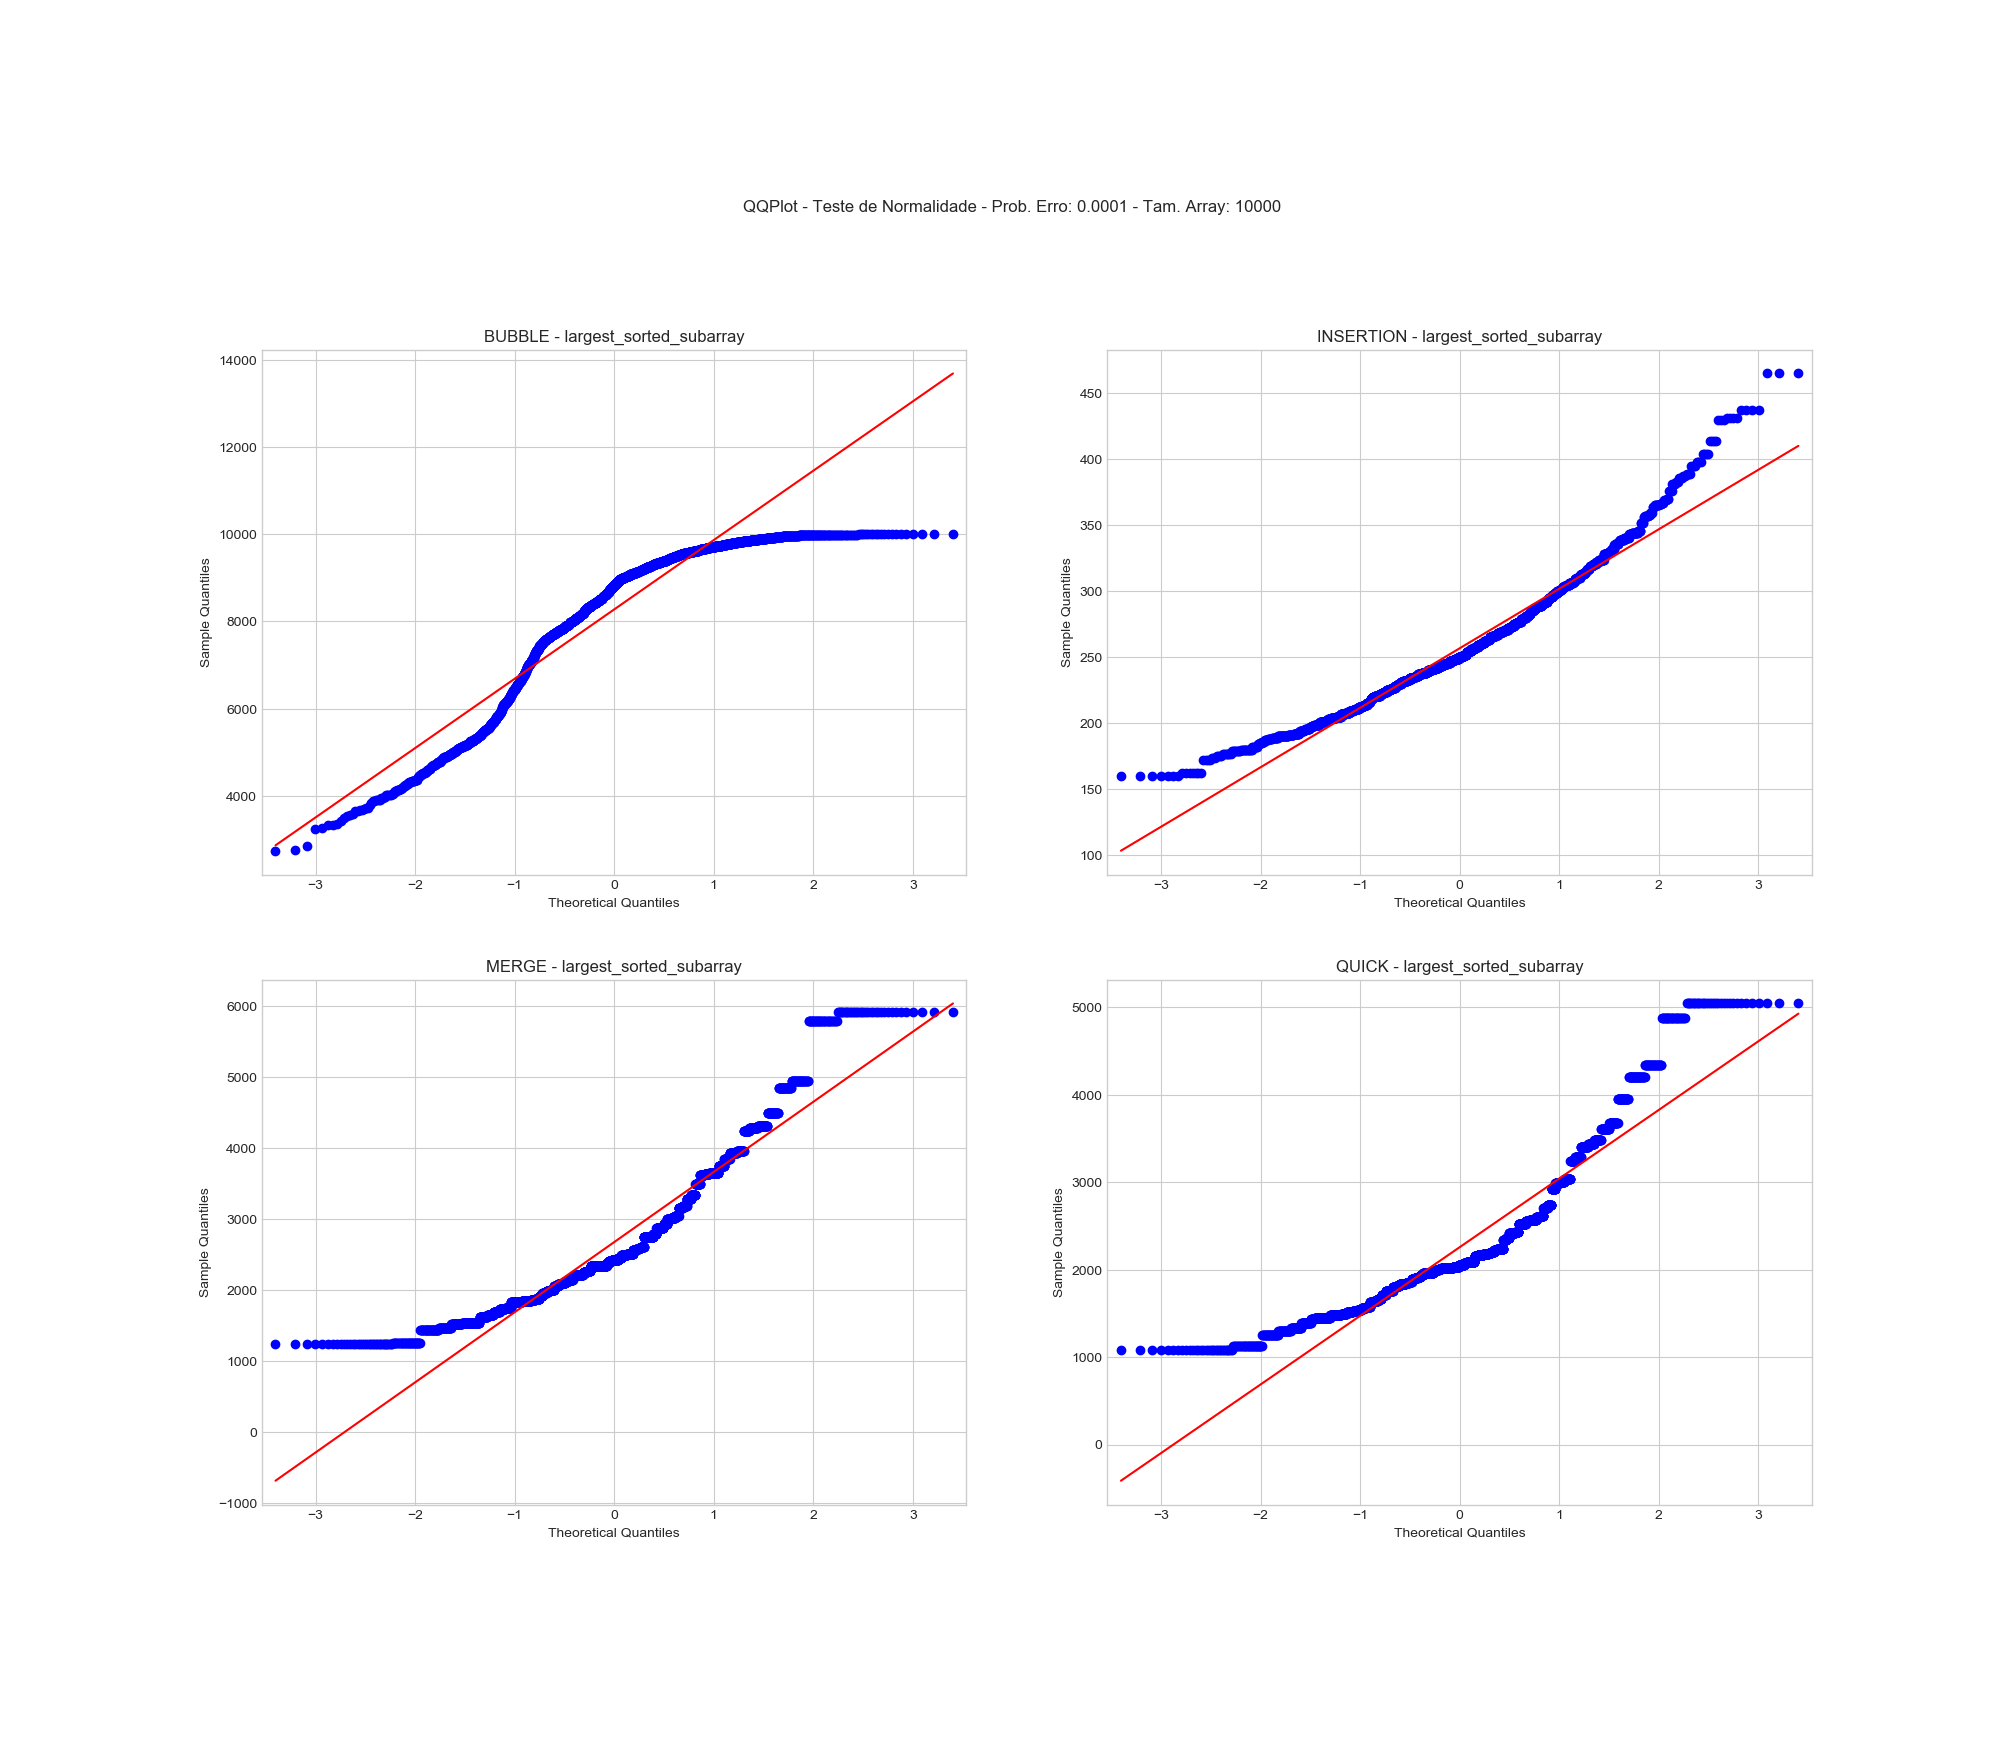 QQPlot - Teste de Normalidade - Prob. Erro: 0.0001 - Tam. Array: 10000
BUBBLE - largest_sorted_subarray
14000
12000
10000
8000
6000
4000
Sample Quantiles
−3 −2 −1 0 1 2 3
Theoretical Quantiles
INSERTION - largest_sorted_subarray
450
400
350
300
250
200
150
100
Sample Quantiles
−3 −2 −1 0 1 2 3
Theoretical Quantiles
MERGE - largest_sorted_subarray
6000
5000
4000
3000
2000
1000
0
−1000
Sample Quantiles
−3 −2 −1 0 1 2 3
Theoretical Quantiles
QUICK - largest_sorted_subarray
5000
4000
3000
2000
1000
0
Sample Quantiles
−3 −2 −1 0 1 2 3
Theoretical Quantiles